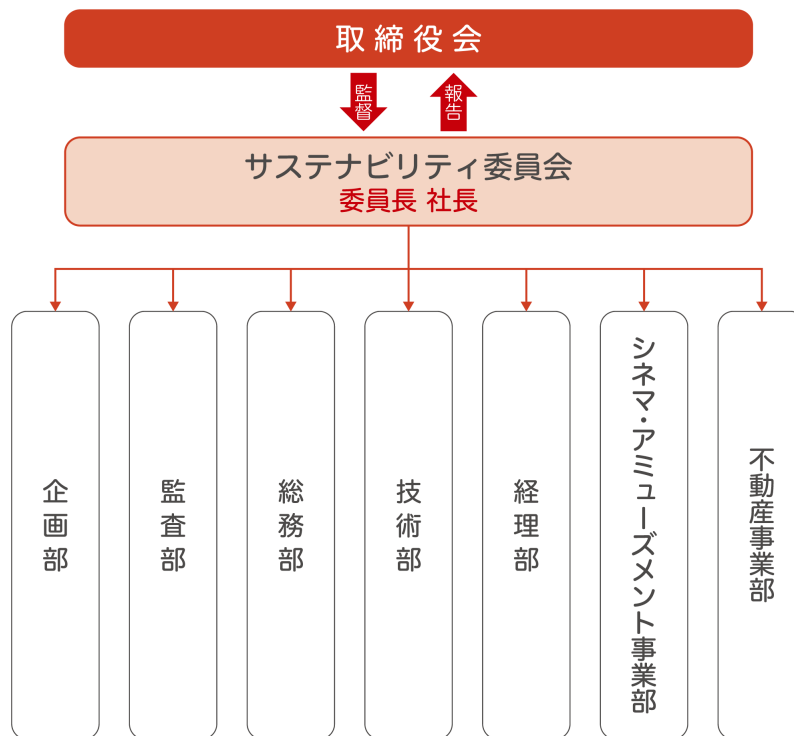 取締役会
監督
報告
サステナビリティ委員会
委員長 社長
企画部
監査部
総務部
技術部
経理部
シネマ・アミューズメント事業部
不動産事業部